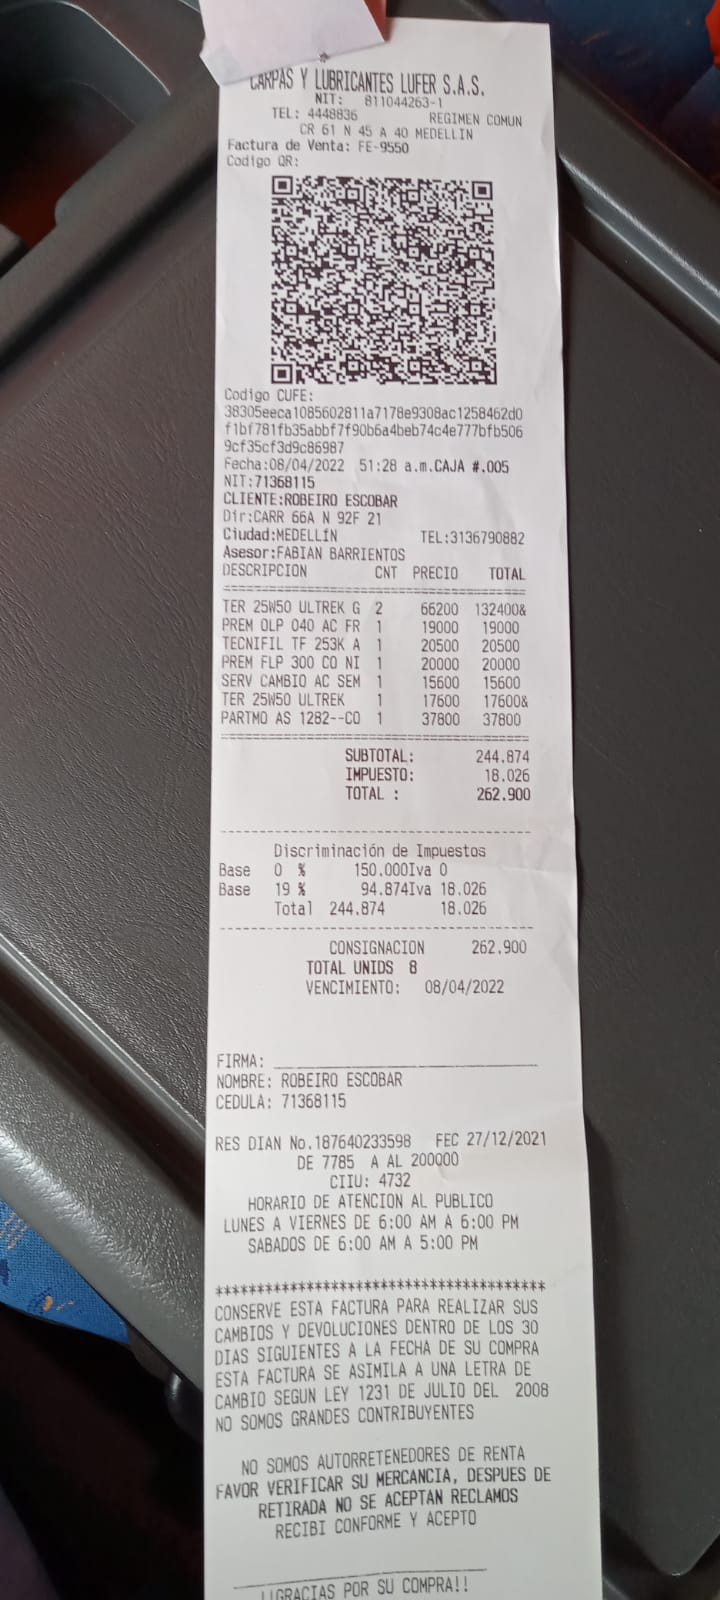 CARPAS Y LUBRICANTES LUFER S.A.S.
NIT: 811044263-1
TEL: 4448836 REGIMEN COMUN
CR 61 N 45 A 40 MEDELLIN
Factura de Venta: FE-9550
Codigo QR:
Codigo CUFE:
38305eeca1085602811a7178e9308ac1258462d0
f1bf781fb35abbf7f90b6a4beb74c4e777bfb506
9cf35cf3d9c86987
Fecha:08/04/2022 51:28 a.m.CAJA #.005
NIT:71368115
CLIENTE:ROBEIRO ESCOBAR
Dir:CARR 66A N 92F 21
Ciudad:MEDELLÍN TEL:3136790882
Asesor:FABIAN BARRIENTOS
DESCRIPCION CNT PRECIO TOTAL
TER 25W50 ULTREK G 2 66200 132400&
PREM OLP 040 AC FR 1 19000 19000
TECNIFIL TF 253K A 1 20500 20500
PREM FLP 300 CO NI 1 20000 20000
SERV CAMBIO AC SEM 1 15600 15600
TER 25W50 ULTREK 1 17600 17600&
PARTMO AS 1282--CO 1 37800 37800
SUBTOTAL: 244.874
IMPUESTO: 18.026
TOTAL : 262.900
Discriminación de Impuestos
Base 0 % 150.000Iva 0
Base 19 % 94.874Iva 18.026
Total 244.874 18.026
CONSIGNACION 262.900
TOTAL UNIDS 8
VENCIMIENTO: 08/04/2022
FIRMA:
NOMBRE: ROBEIRO ESCOBAR
CEDULA: 71368115
RES DIAN No.187640233598 FEC 27/12/2021
DE 7785 A AL 200000
CIIU: 4732
HORARIO DE ATENCION AL PUBLICO
LUNES A VIERNES DE 6:00 AM A 6:00 PM
SABADOS DE 6:00 AM A 5:00 PM
****************************************
CONSERVE ESTA FACTURA PARA REALIZAR SUS
CAMBIOS Y DEVOLUCIONES DENTRO DE LOS 30
DIAS SIGUIENTES A LA FECHA DE SU COMPRA
ESTA FACTURA SE ASIMILA A UNA LETRA DE
CAMBIO SEGUN LEY 1231 DE JULIO DEL 2008
NO SOMOS GRANDES CONTRIBUYENTES
NO SOMOS AUTORRETENEDORES DE RENTA
FAVOR VERIFICAR SU MERCANCIA, DESPUES DE
RETIRADA NO SE ACEPTAN RECLAMOS
RECIBI CONFORME Y ACEPTO
¡¡GRACIAS POR SU COMPRA!!